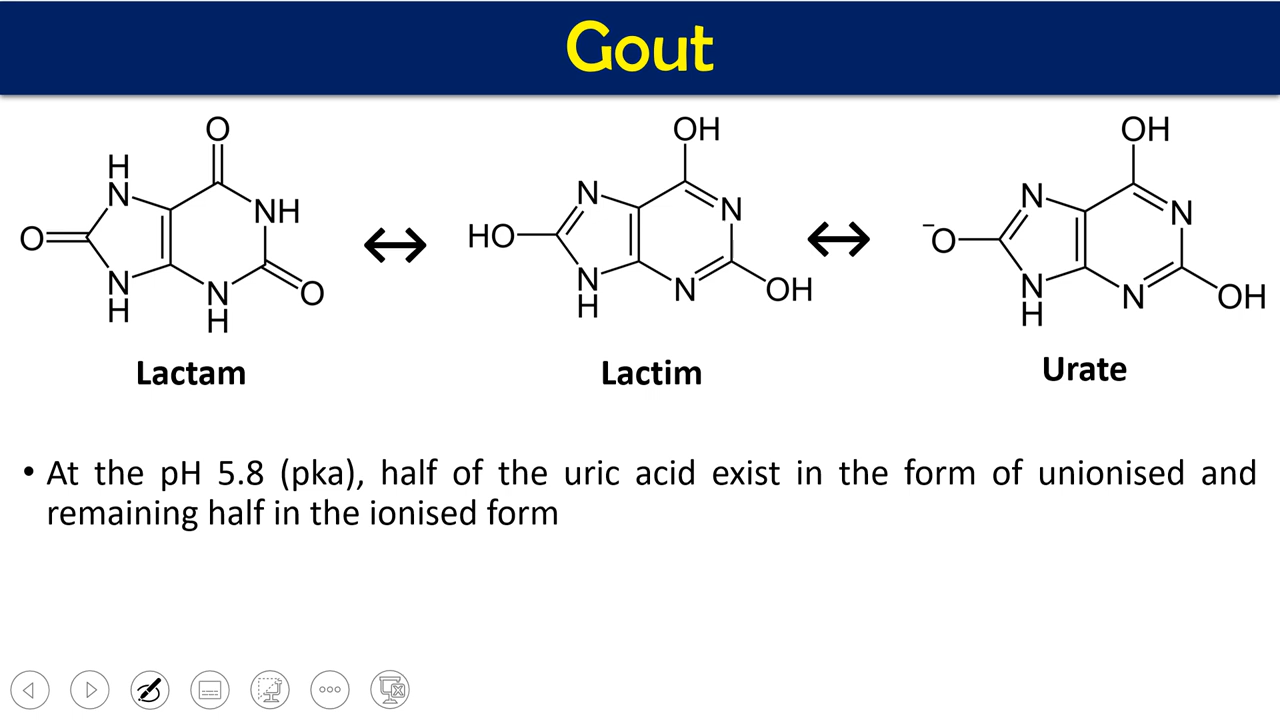 Gout
O
H
N
NH
O
N
H
N
H
O
Lactam
OH
N
N
HO
N
H
N
OH
Lactim
OH
N
N
⁻O
N
H
N
OH
Urate
• At the pH 5.8 (pka), half of the uric acid exist in the form of unionised and
remaining half in the ionised form